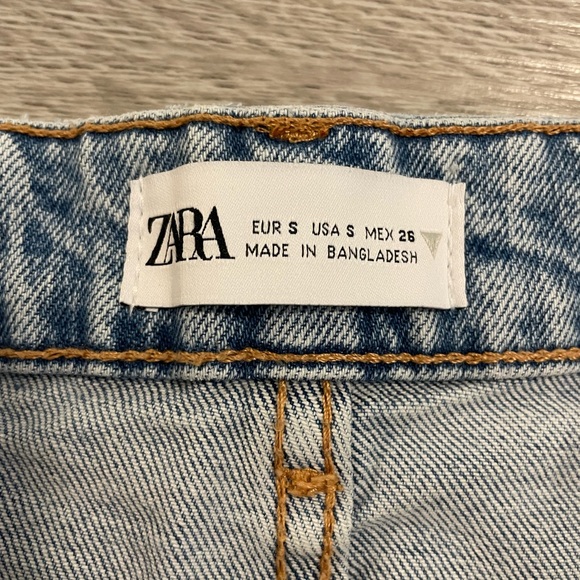 ZARA
EUR S USA S MEX 26
MADE IN BANGLADESH